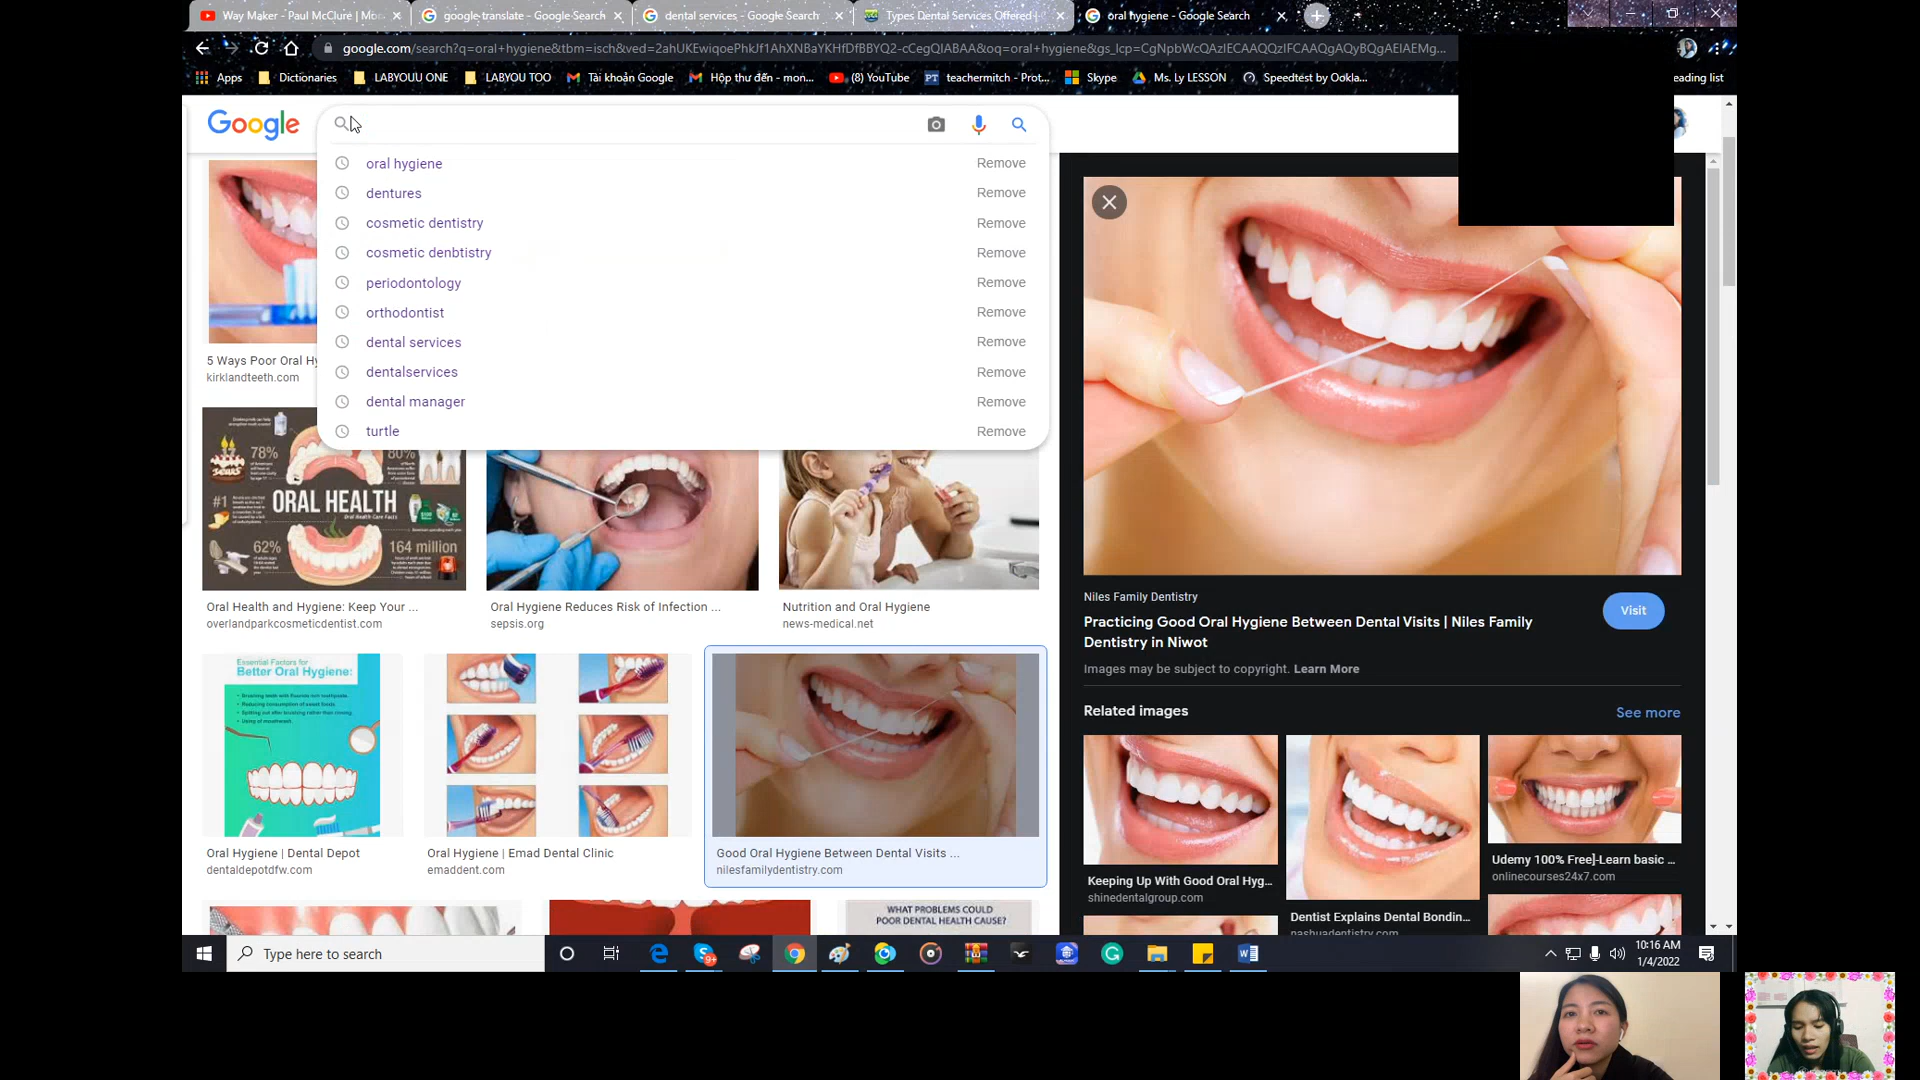 Way Maker - Paul McClure | Mor
google translate - Google Search
dental services - Google Search
Types Dental Services Offered |
oral hygiene - Google Search
google.com/search?q=oral+hygiene&tbm=isch&ved=2ahUKEwiqoePhkJf1AhXNBaYKHfDfBBYQ2-cCegQIABAA&oq=oral+hygiene&gs_lcp=CgNpbWcQAzIECAAQQzIFCAAQgAQyBQgAEIAEMg...
Apps
Dictionaries
LABYOUU ONE
LABYOU TOO
Tài khoản Google
Hộp thư đến - mon...
(8) YouTube
teachermitch - Prot...
Skype
Ms. Ly LESSON
Speedtest by Ookla...
eading list
Google
oral hygiene Remove
dentures Remove
cosmetic dentistry Remove
cosmetic denbtistry Remove
periodontology Remove
orthodontist Remove
dental services Remove
dentalservices Remove
dental manager Remove
turtle Remove
5 Ways Poor Oral Hy
kirklandteeth.com
78%
80%
#1
ORAL HEALTH
Oral Health Care Facts
62%
164 million
Oral Health and Hygiene: Keep Your ...
overlandparkcosmeticdentist.com
Oral Hygiene Reduces Risk of Infection ...
sepsis.org
Nutrition and Oral Hygiene
news-medical.net
Essential Factors for
Better Oral Hygiene:
Oral Hygiene | Dental Depot
dentaldepotdfw.com
Oral Hygiene | Emad Dental Clinic
emaddent.com
Good Oral Hygiene Between Dental Visits ...
nilesfamilydentistry.com
WHAT PROBLEMS COULD
POOR DENTAL HEALTH CAUSE?
Niles Family Dentistry
Practicing Good Oral Hygiene Between Dental Visits | Niles Family
Dentistry in Niwot
Visit
Images may be subject to copyright. Learn More
Related images
See more
Keeping Up With Good Oral Hyg...
shinedentalgroup.com
Dentist Explains Dental Bondin...
nashuadentistry.com
Udemy 100% Free]-Learn basic ...
onlinecourses24x7.com
Type here to search
10:16 AM
1/4/2022